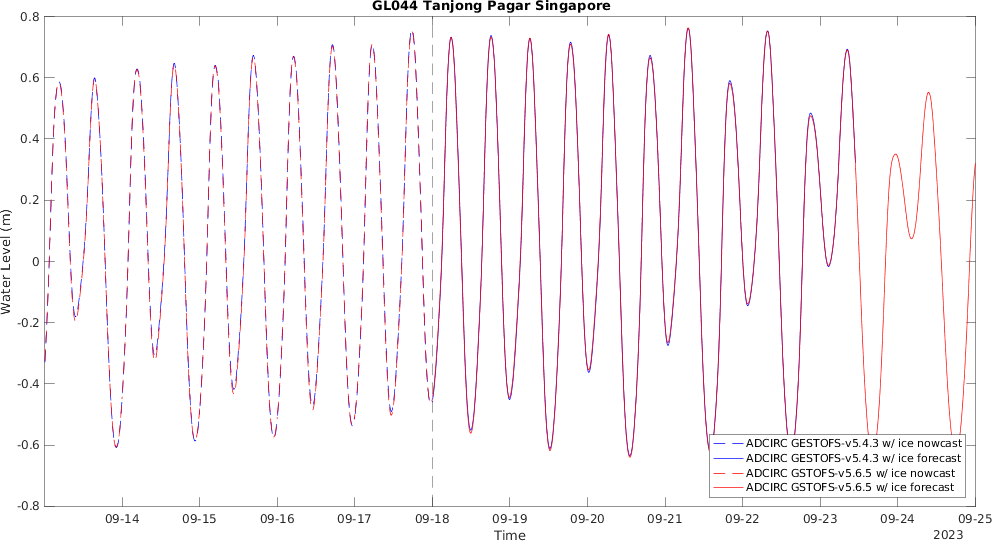 GL044 Tanjong Pagar Singapore
0.8
0.6
0.4
0.2
0
-0.2
-0.4
-0.6
-0.8
Water Level (m)
09-14 09-15 09-16 09-17 09-18 09-19 09-20 09-21 09-22 09-23 09-24 09-25
Time
2023
ADCIRC GESTOFS-v5.4.3 w/ ice nowcast
ADCIRC GESTOFS-v5.4.3 w/ ice forecast
ADCIRC GSTOFS-v5.6.5 w/ ice nowcast
ADCIRC GSTOFS-v5.6.5 w/ ice forecast